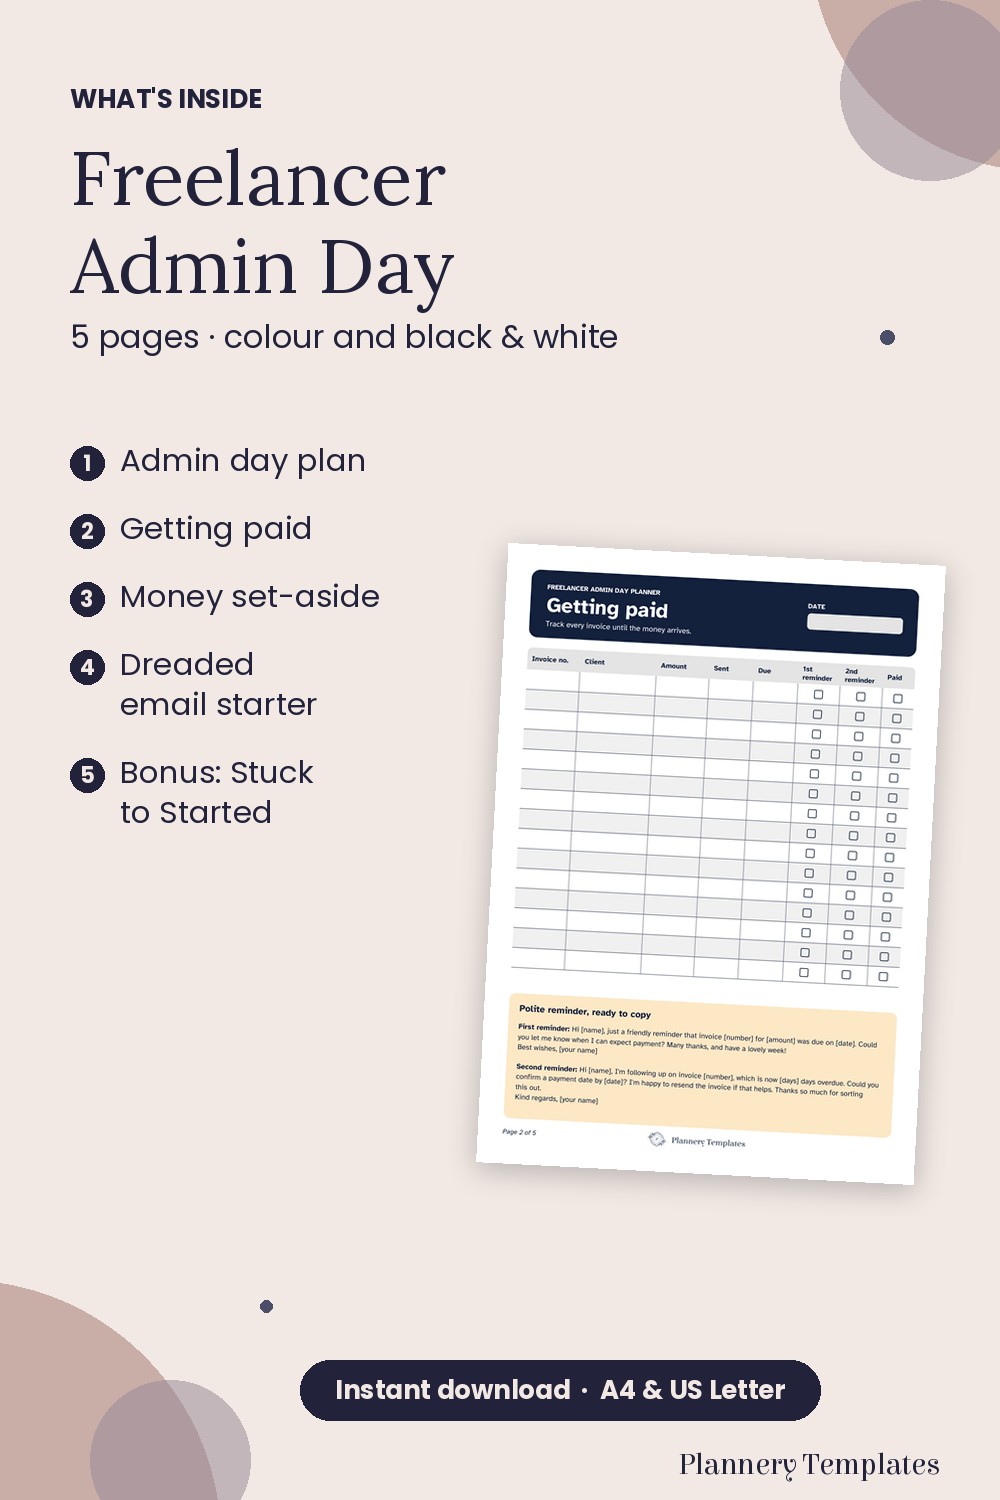 WHAT'S INSIDE
Freelancer
Admin Day
5 pages · colour and black & white
1 Admin day plan
2 Getting paid
3 Money set-aside
4 Dreaded
email starter
5 Bonus: Stuck
to Started
FREELANCER ADMIN DAY PLANNER
Getting paid
Track every invoice until the money arrives.
DATE
Invoice no. Client Amount Sent Due 1st reminder 2nd reminder Paid
Polite reminder, ready to copy
First reminder: Hi [name], just a friendly reminder that invoice [number] for [amount] was due on [date]. Could
you let me know when I can expect payment? Many thanks, and have a lovely week!
Best wishes, [your name]
Second reminder: Hi [name], I'm following up on invoice [number], which is now [days] days overdue. Could you
confirm a payment date by [date]? I'm happy to resend the invoice if that helps. Thanks so much for sorting
this out.
Kind regards, [your name]
Page 2 of 5
Plannery Templates
Instant download · A4 & US Letter
Plannery Templates